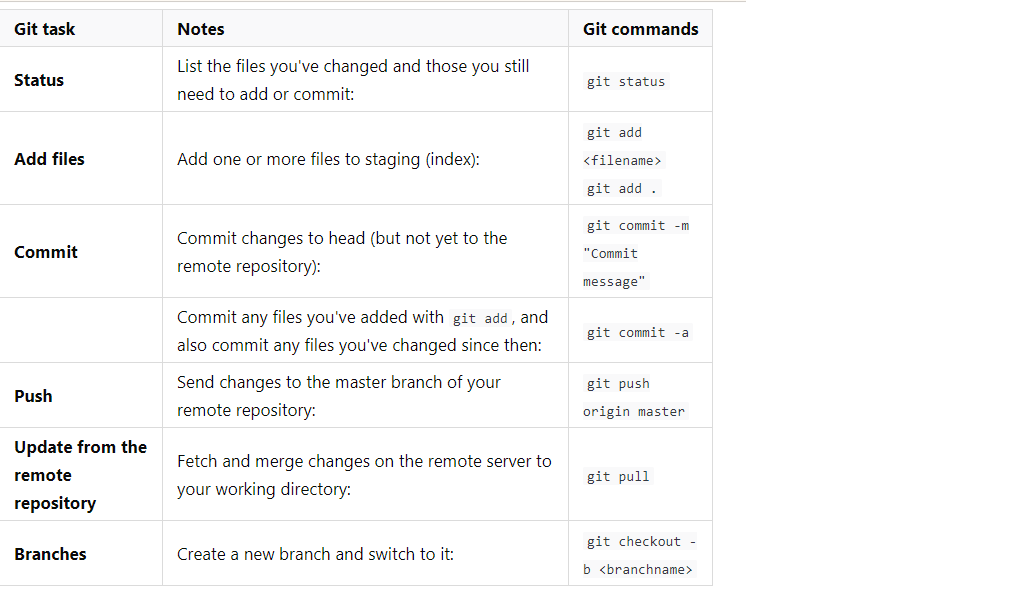 Git task Notes Git commands
Status
List the files you've changed and those you still
need to add or commit:
git status
Add files
Add one or more files to staging (index):
git add
<filename>
git add .
Commit
Commit changes to head (but not yet to the
remote repository):
git commit -m
"Commit
message"
Commit any files you've added with git add, and
also commit any files you've changed since then:
git commit -a
Push
Send changes to the master branch of your
remote repository:
git push
origin master
Update from the
remote
repository
Fetch and merge changes on the remote server to
your working directory:
git pull
Branches
Create a new branch and switch to it:
git checkout -
b <branchname>